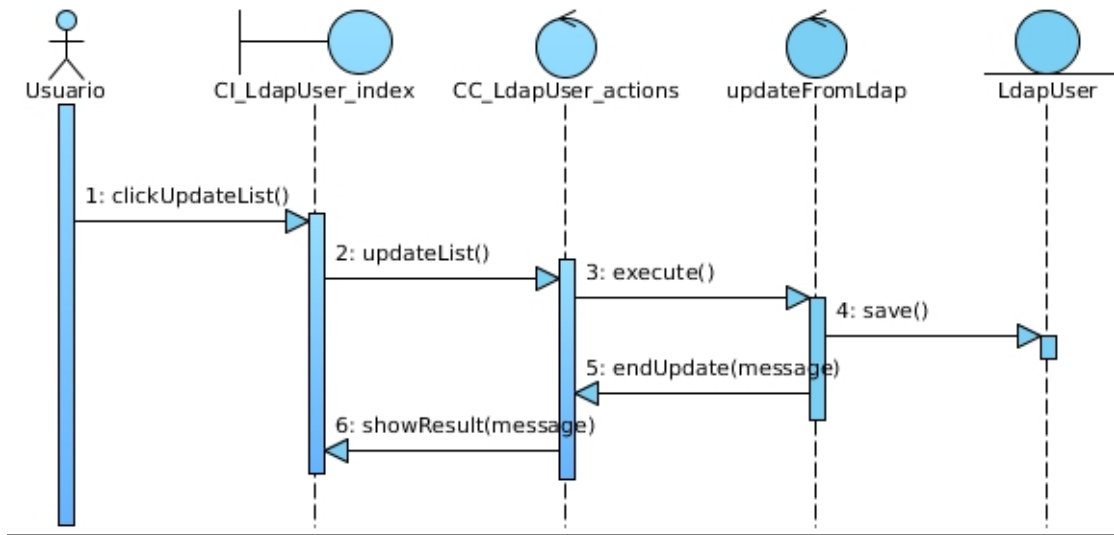 Usuario
CI_LdapUser_index
CC_LdapUser_actions
updateFromLdap
LdapUser
1: clickUpdateList()
2: updateList()
3: execute()
4: save()
5: endUpdate(message)
6: showResult(message)